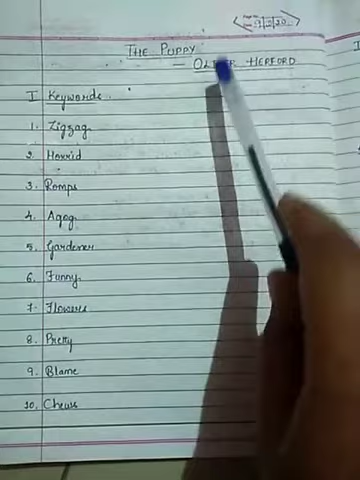 THE PUPPY
HERFORD
I Keywords
1. Zigzag
2. Horrid
3. Romps
4. Agog
5. Gardener
6. Funny
7. Flowers
8. Pretty
9. Blame
10. Chews